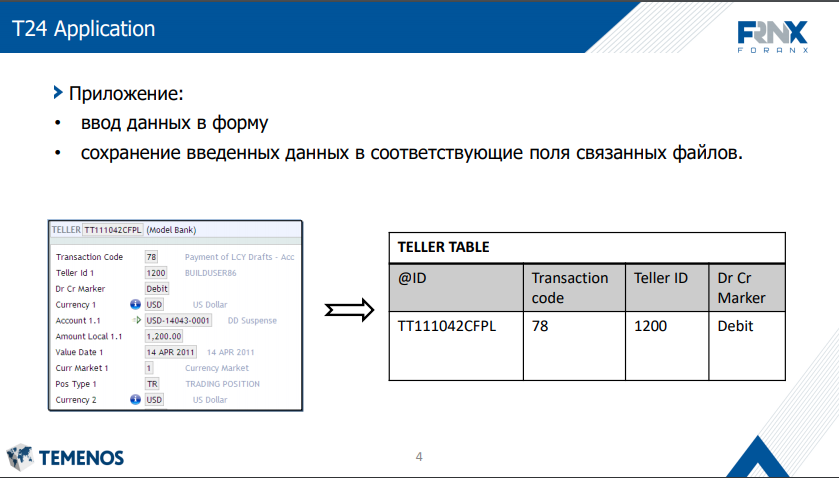 T24 Application
FRNX
FORANX
Приложение:
• ввод данных в форму
• сохранение введенных данных в соответствующие поля связанных файлов.
TELLER TT111042CFPL (Model Bank)
Transaction Code 78 Payment of LCY Drafts - Acc
Teller Id 1 1200 BUILDUSER86
Dr Cr Marker Debit
Currency 1 USD US Dollar
Account 1.1 USD-14043-0001 DD Suspense
Amount Local 1.1 1,200.00
Value Date 1 14 APR 2011 14 APR 2011
Curr Market 1 1 Currency Market
Pos Type 1 TR TRADING POSITION
Currency 2 USD US Dollar
TELLER TABLE
@ID Transaction code Teller ID Dr Cr Marker
TT111042CFPL 78 1200 Debit
TEMENOS
4